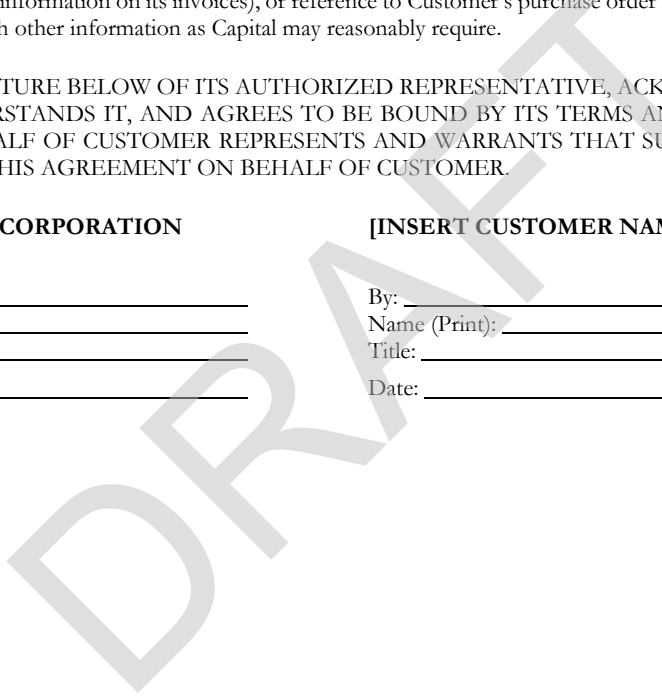 information on its invoices), or reference to Customer's purchase order
h other information as Capital may reasonably require.
TURE BELOW OF ITS AUTHORIZED REPRESENTATIVE, ACK
RSTANDS IT, AND AGREES TO BE BOUND BY ITS TERMS AN
ALF OF CUSTOMER REPRESENTS AND WARRANTS THAT SU
HIS AGREEMENT ON BEHALF OF CUSTOMER.
CORPORATION
[INSERT CUSTOMER NAM
By:
Name (Print):
Title:
Date:
DRAFT